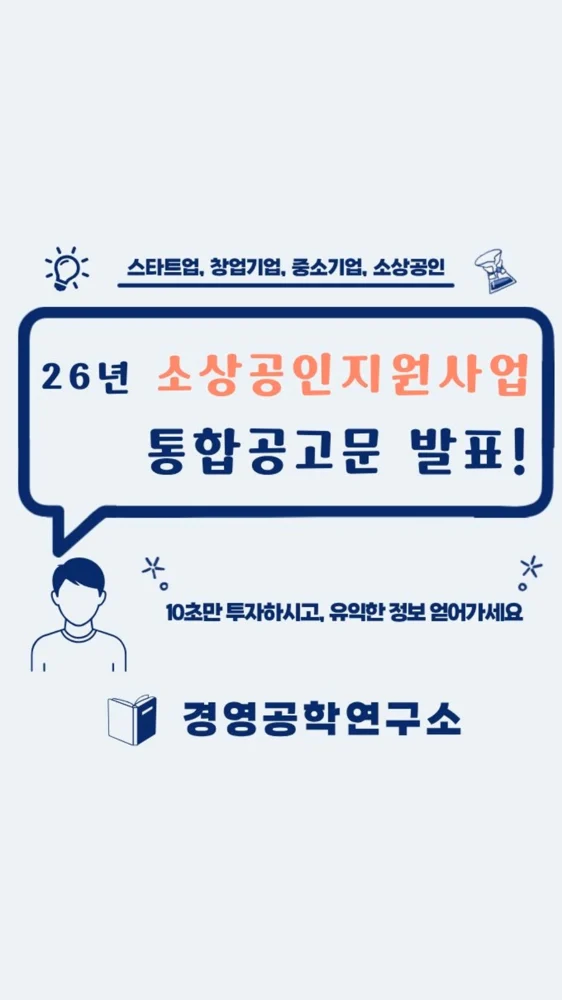 스타트업, 창업기업, 중소기업, 소상공인
26년 소상공인지원사업
통합공고문 발표!
10초만 투자하시고, 유익한 정보 얻어가세요
경영공학연구소